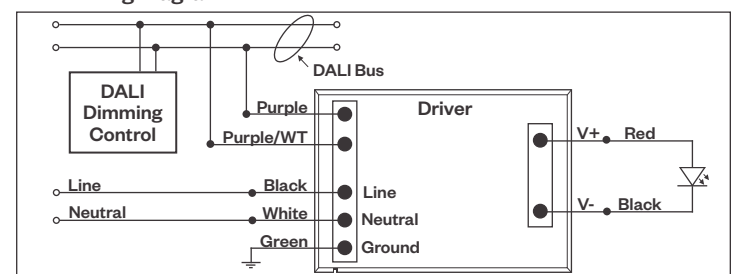 DALI Bus
DALI
Dimming
Control
Purple
Purple/WT
Driver
V+ Red
Line
Black
Line
V- Black
Neutral
White
Neutral
Green
Ground